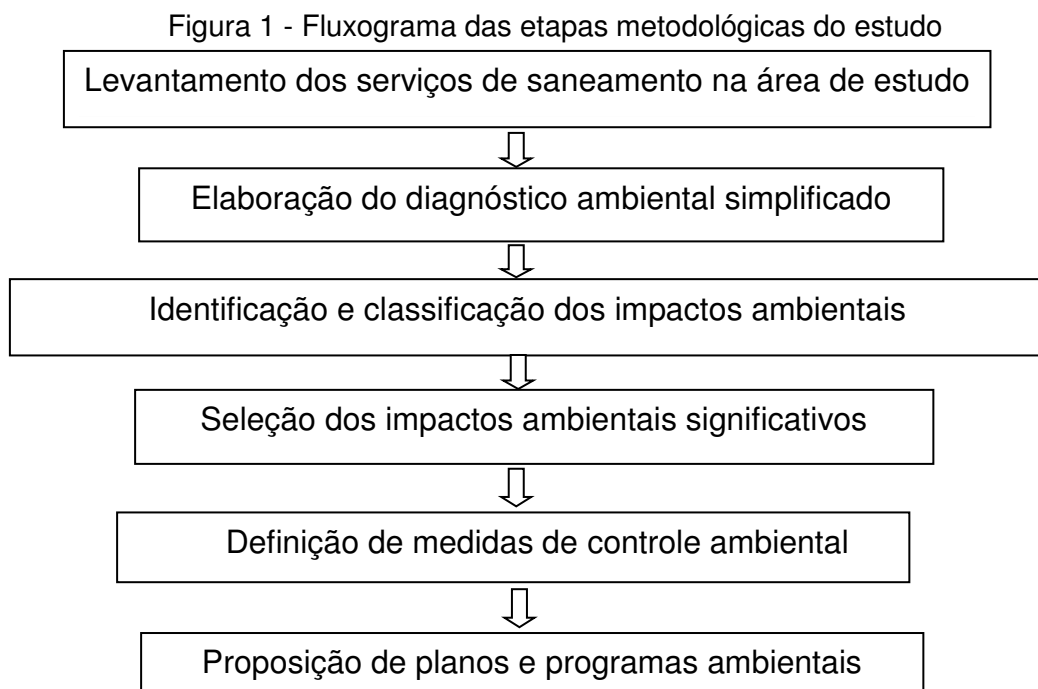 Figura 1 - Fluxograma das etapas metodológicas do estudo
Levantamento dos serviços de saneamento na área de estudo
Elaboração do diagnóstico ambiental simplificado
Identificação e classificação dos impactos ambientais
Seleção dos impactos ambientais significativos
Definição de medidas de controle ambiental
Proposição de planos e programas ambientais